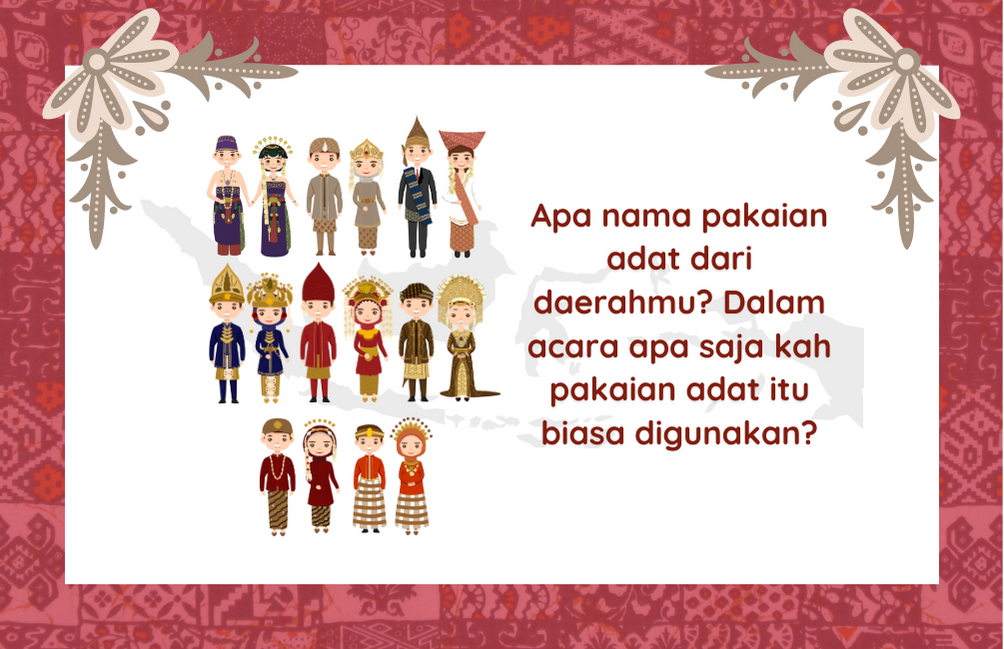 Apa nama pakaian
adat dari
daerahmu? Dalam
acara apa saja kah
pakaian adat itu
biasa digunakan?